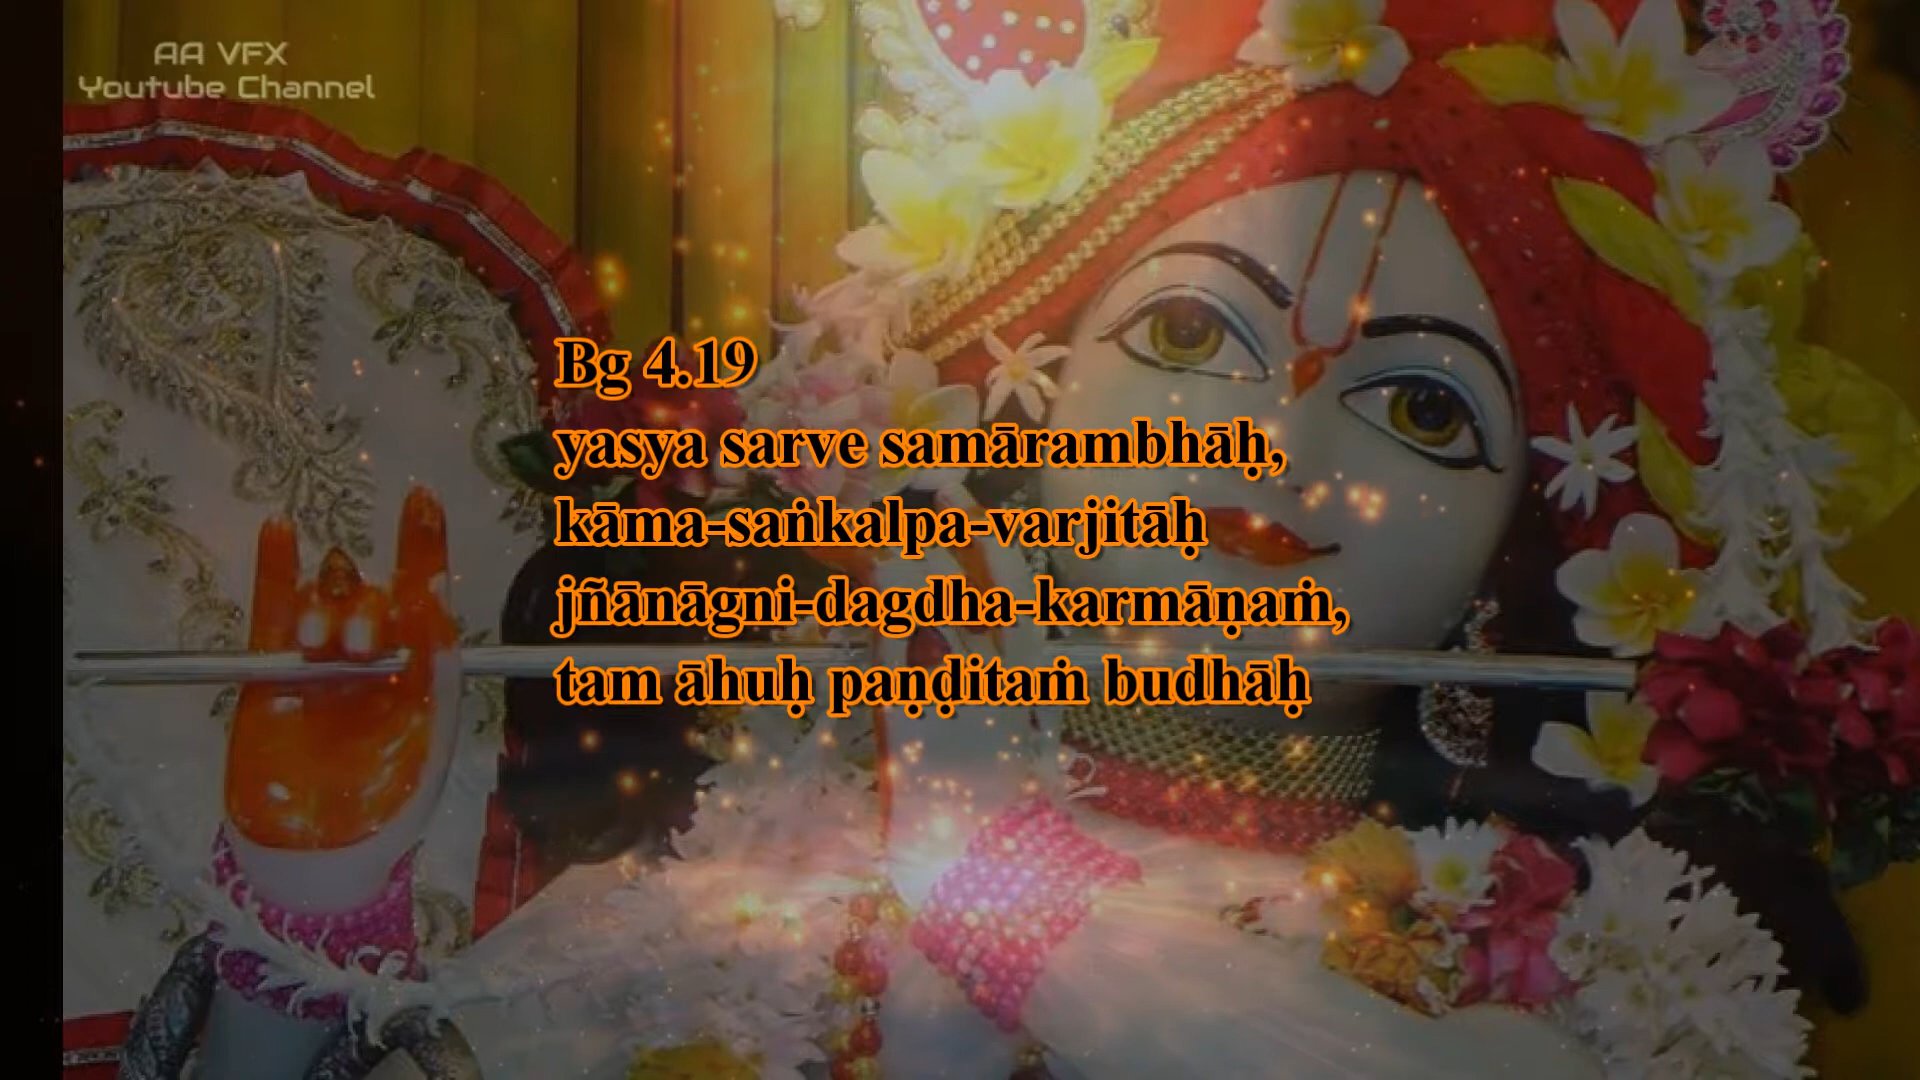 AA VFX
Youtube Channel
Bg 4.19
yasya sarve samārambhāḥ,
kāma-saṅkalpa-varjitāḥ
jñānāgni-dagdha-karmāṇaṁ,
tam āhuḥ paṇḍitaṁ budhāḥ